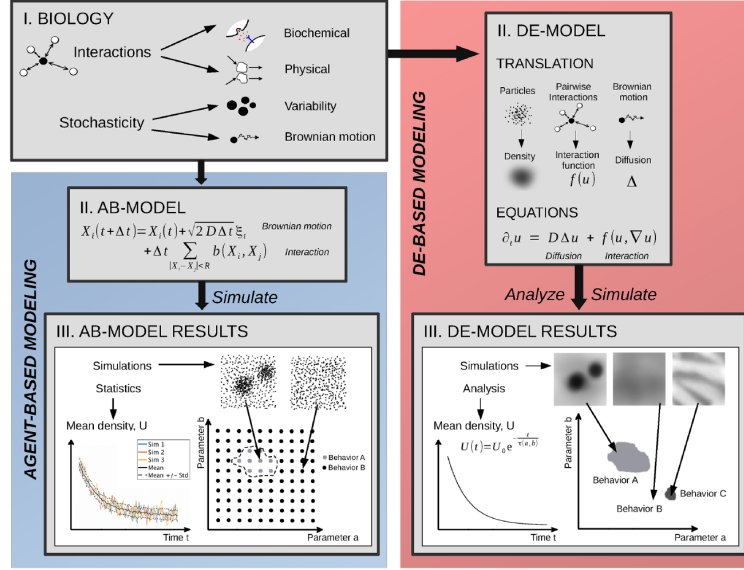 I. BIOLOGY
Interactions
Biochemical
Physical
Stochasticity
Variability
Brownian motion
II. DE-MODEL
TRANSLATION
Particles
Pairwise
Interactions
Brownian
motion
Density
Interaction
function
f(u)
Diffusion
Δ
EQUATIONS
∂ₜu = DΔu + f(u,∇u)
Diffusion Interaction
DE-BASED MODELING
II. AB-MODEL
Xᵢ(t+Δt)=Xᵢ(t)+√2DΔt ξₜ Brownian motion
+Δt ∑|Xᵢ−Xⱼ|<R b(Xᵢ,Xⱼ) Interaction
Simulate
Analyze Simulate
AGENT-BASED MODELING
III. AB-MODEL RESULTS
Simulations
Statistics
Mean density, U
Sim 1
Sim 2
Sim 3
Mean
Mean +/- Std
Time t
Parameter b
Behavior A
Behavior B
Parameter a
III. DE-MODEL RESULTS
Simulations
Analysis
Mean density, U
U(t)=U₀e^−t/τ(a,b)
Time t
Parameter b
Behavior A
Behavior B
Behavior C
Parameter a